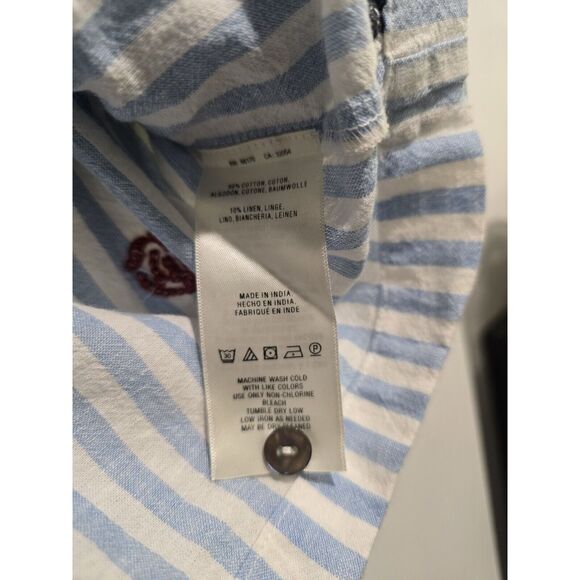 90% COTTON, COTON,
ALGODON, COTONE, BAUMWOLLE
10% LINEN, LINGE,
LINO, BIANCHERIA, LEINEN
MADE IN INDIA
HECHO EN INDIA.
FABRIQUÉ EN INDE
30
MACHINE WASH COLD
WITH LIKE COLORS
USE ONLY NON-CHLORINE
BLEACH
TUMBLE DRY LOW
LOW IRON AS NEEDED
MAY BE DRY CLEANED